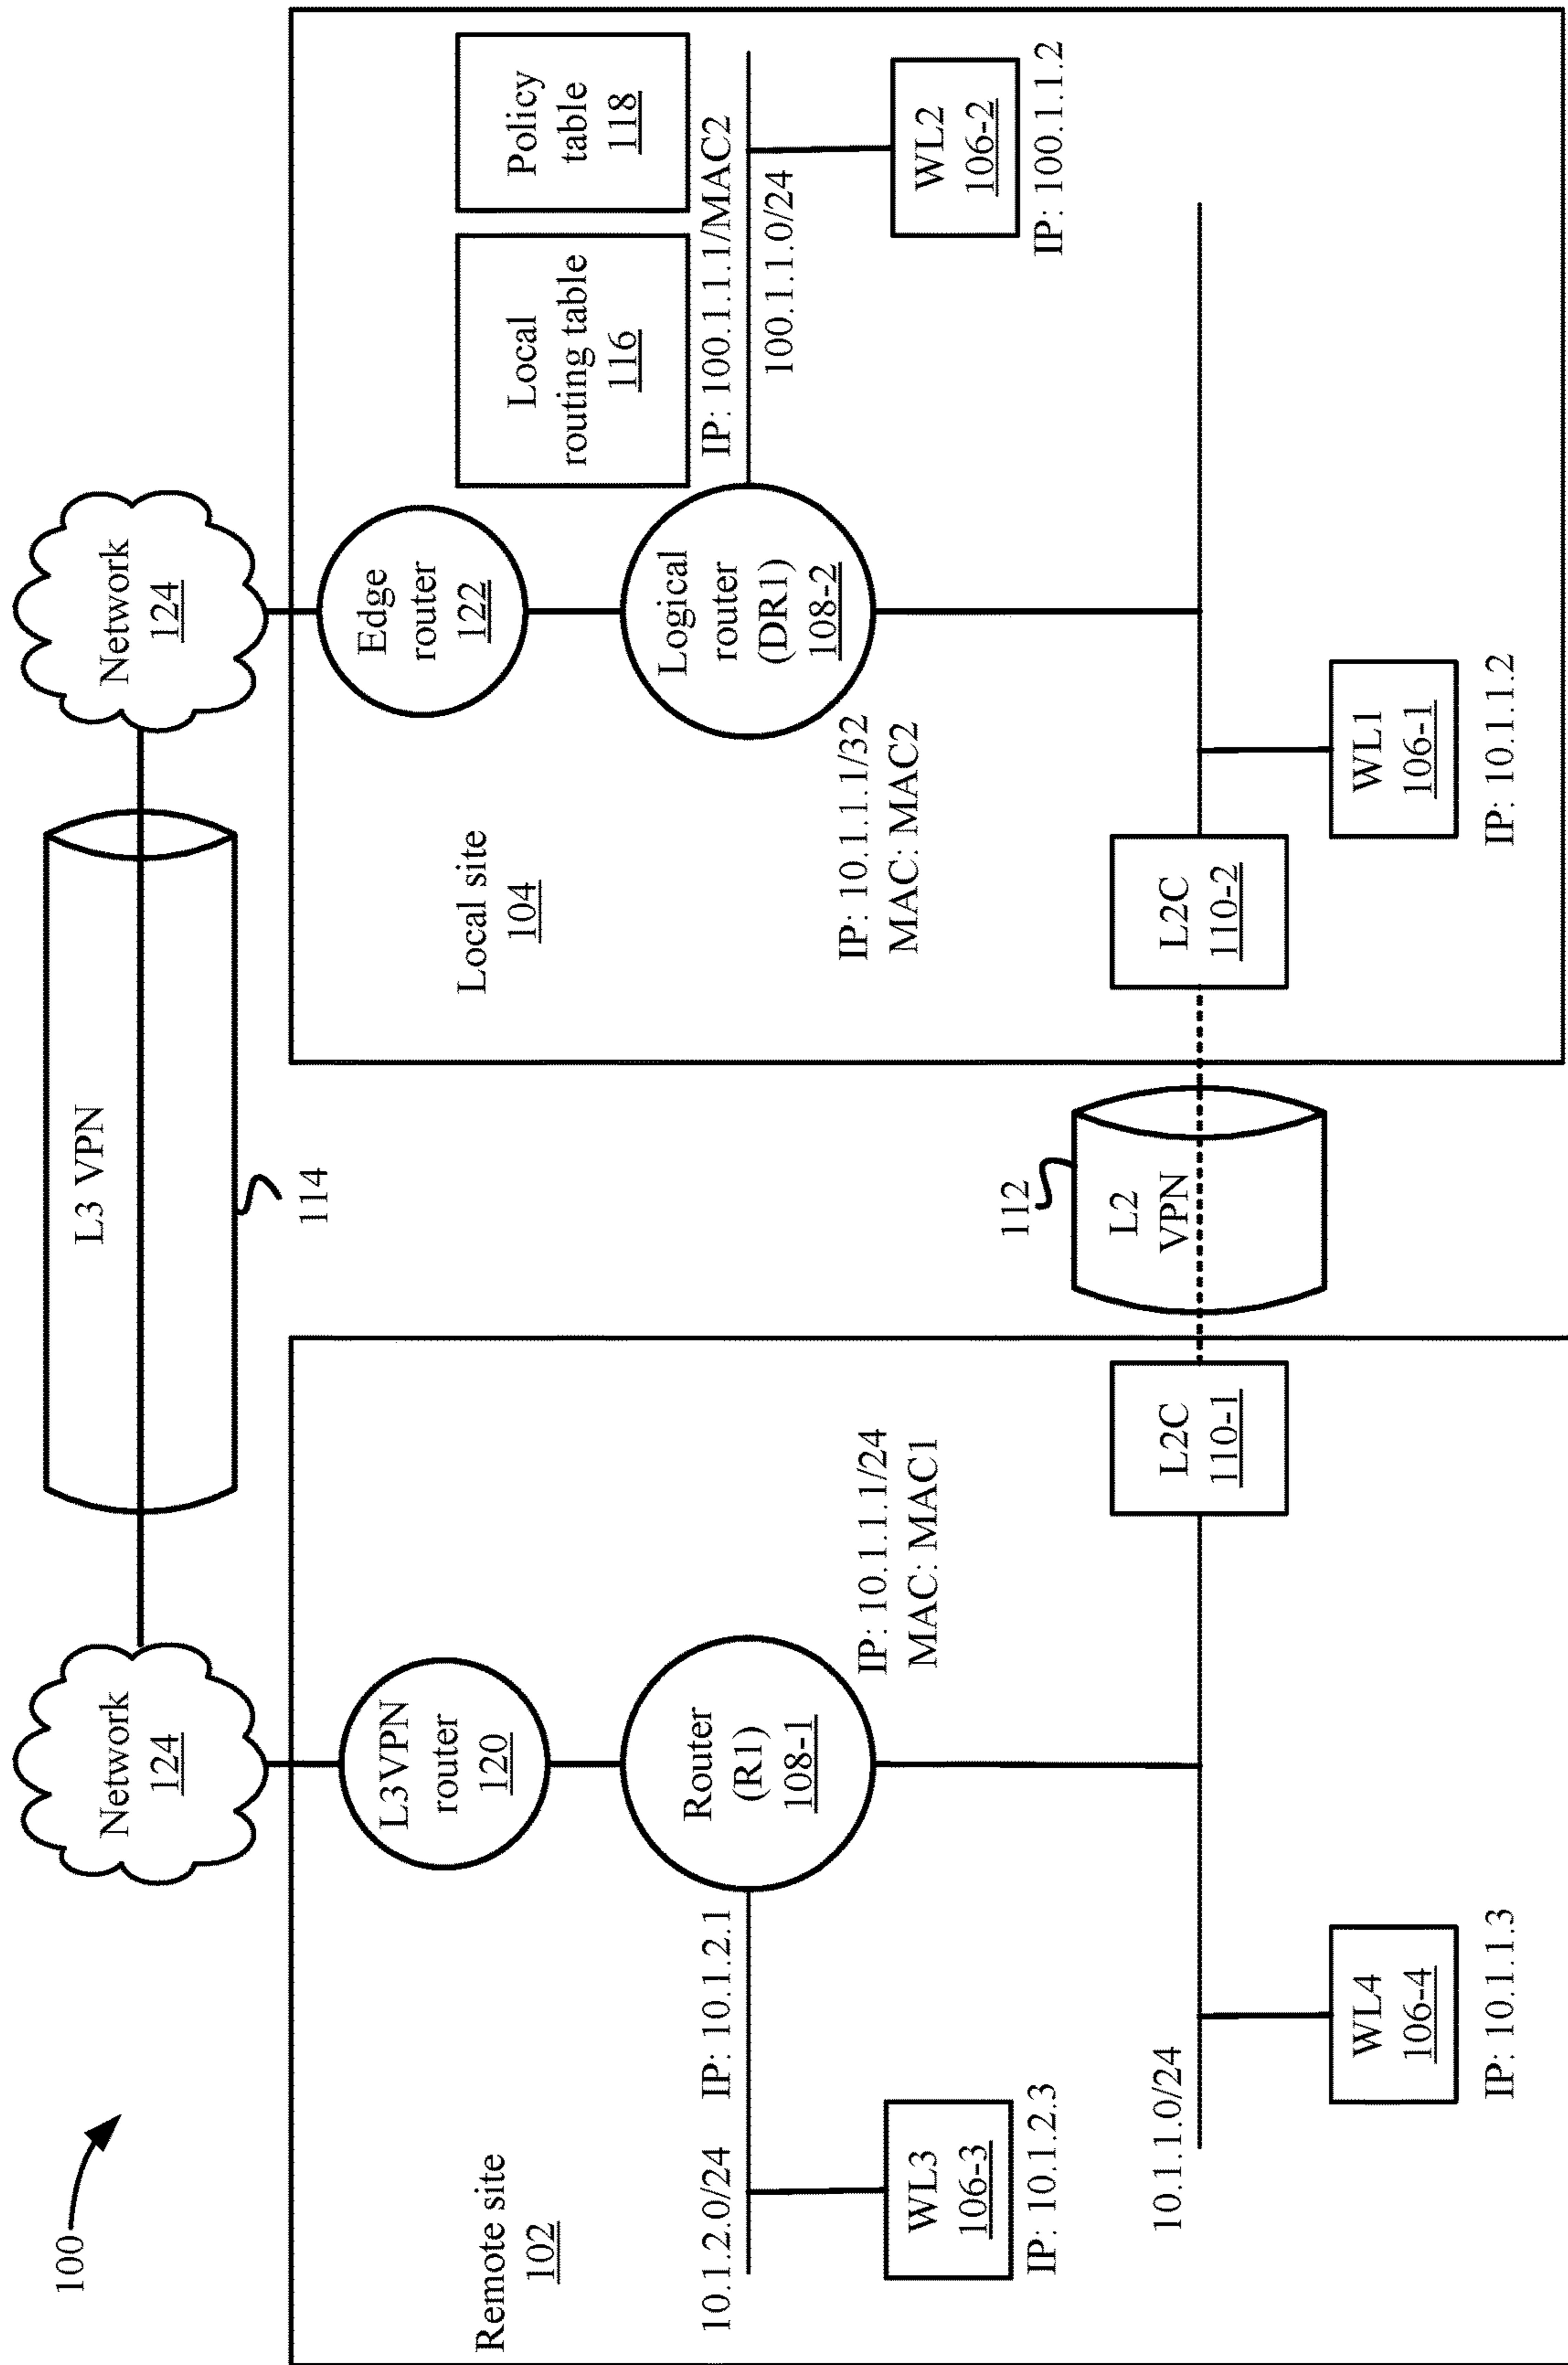 100
Network
124
L3 VPN
114
Network
124
Remote site
102
L3VPN
router
120
Router
(R1)
108-1
10.1.2.0/24
IP: 10.1.2.1
WL3
106-3
IP: 10.1.2.3
IP: 10.1.1.1/24
MAC: MAC1
10.1.1.0/24
WL4
106-4
IP: 10.1.1.3
L2C
110-1
112
L2
VPN
Local site
104
Edge
router
122
Logical
router
(DR1)
108-2
Local
routing table
116
Policy
table
118
IP: 100.1.1.1/MAC2
100.1.1.0/24
WL2
106-2
IP: 100.1.1.2
IP: 10.1.1.1/32
MAC: MAC2
L2C
110-2
WL1
106-1
IP: 10.1.1.2